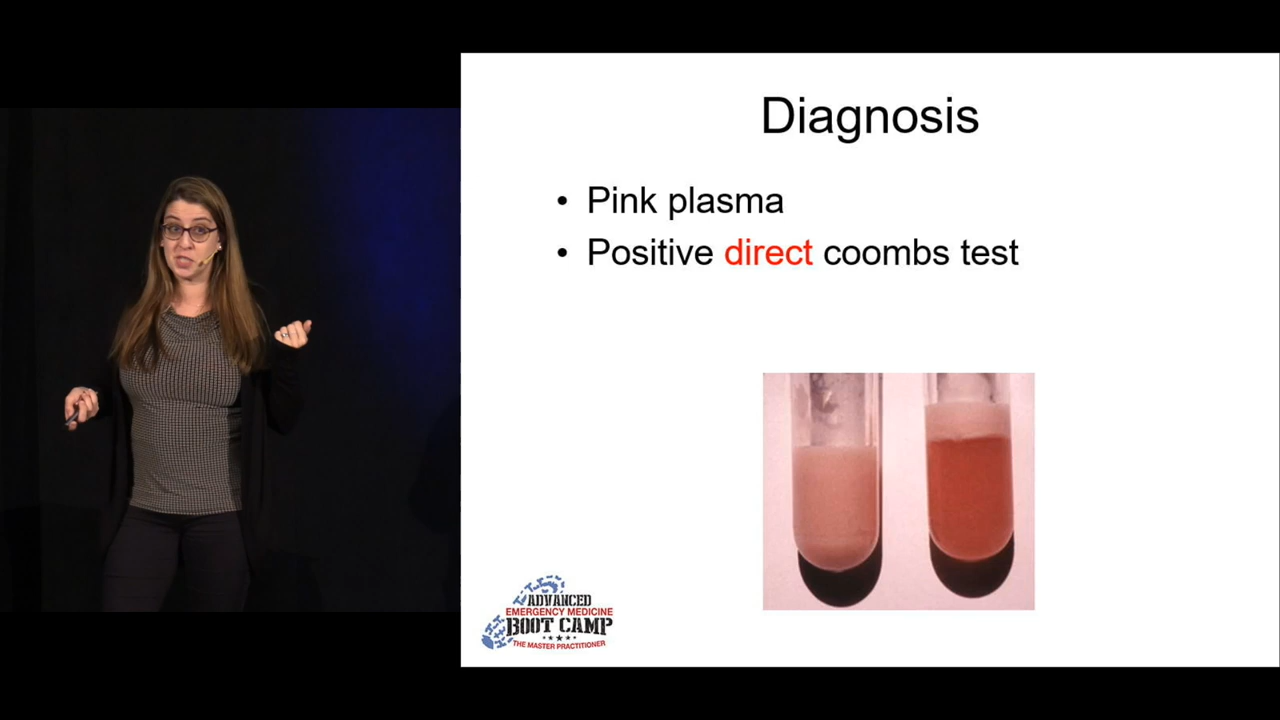 Diagnosis
• Pink plasma
• Positive direct coombs test
ADVANCED
EMERGENCY MEDICINE
BOOT CAMP
THE MASTER PRACTITIONER